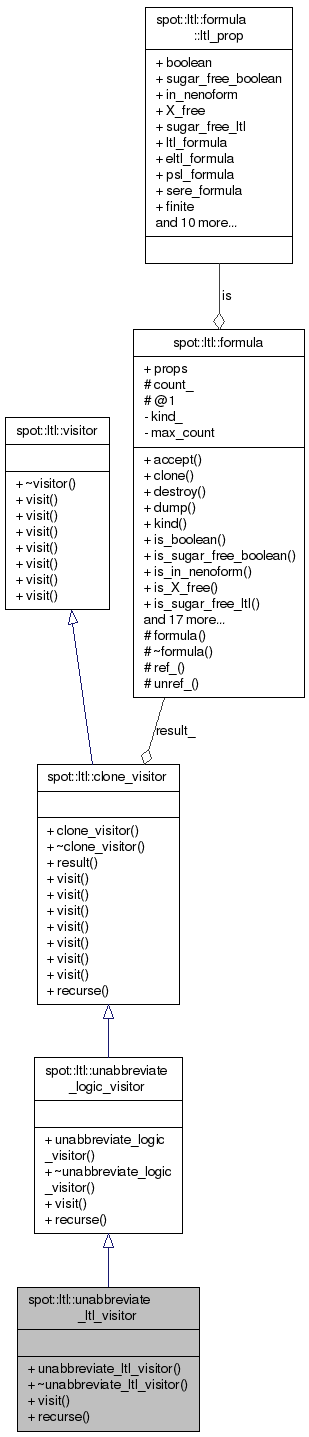 spot::ltl::formula
::ltl_prop
+ boolean
+ sugar_free_boolean
+ in_nenoform
+ X_free
+ sugar_free_ltl
+ ltl_formula
+ eltl_formula
+ psl_formula
+ sere_formula
+ finite
and 10 more...
is
spot::ltl::formula
+ props
# count_
# @1
- kind_
- max_count
+ accept()
+ clone()
+ destroy()
+ dump()
+ kind()
+ is_boolean()
+ is_sugar_free_boolean()
+ is_in_nenoform()
+ is_X_free()
+ is_sugar_free_ltl()
and 17 more...
# formula()
# ~formula()
# ref_()
# unref_()
spot::ltl::visitor
+ ~visitor()
+ visit()
+ visit()
+ visit()
+ visit()
+ visit()
+ visit()
+ visit()
result_
spot::ltl::clone_visitor
+ clone_visitor()
+ ~clone_visitor()
+ result()
+ visit()
+ visit()
+ visit()
+ visit()
+ visit()
+ visit()
+ visit()
+ recurse()
spot::ltl::unabbreviate
_logic_visitor
+ unabbreviate_logic
_visitor()
+ ~unabbreviate_logic
_visitor()
+ visit()
+ recurse()
spot::ltl::unabbreviate
_ltl_visitor
+ unabbreviate_ltl_visitor()
+ ~unabbreviate_ltl_visitor()
+ visit()
+ recurse()